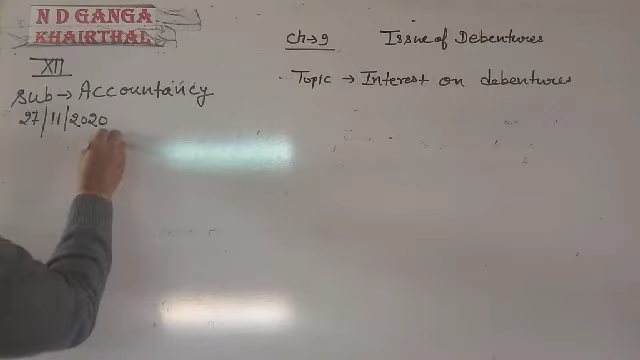 N D GANGA
KHAIRTHAL
XII
Sub → Accountancy
27/11/2020
Ch → 9 Issue of Debentures
Topic → Interest on debentures